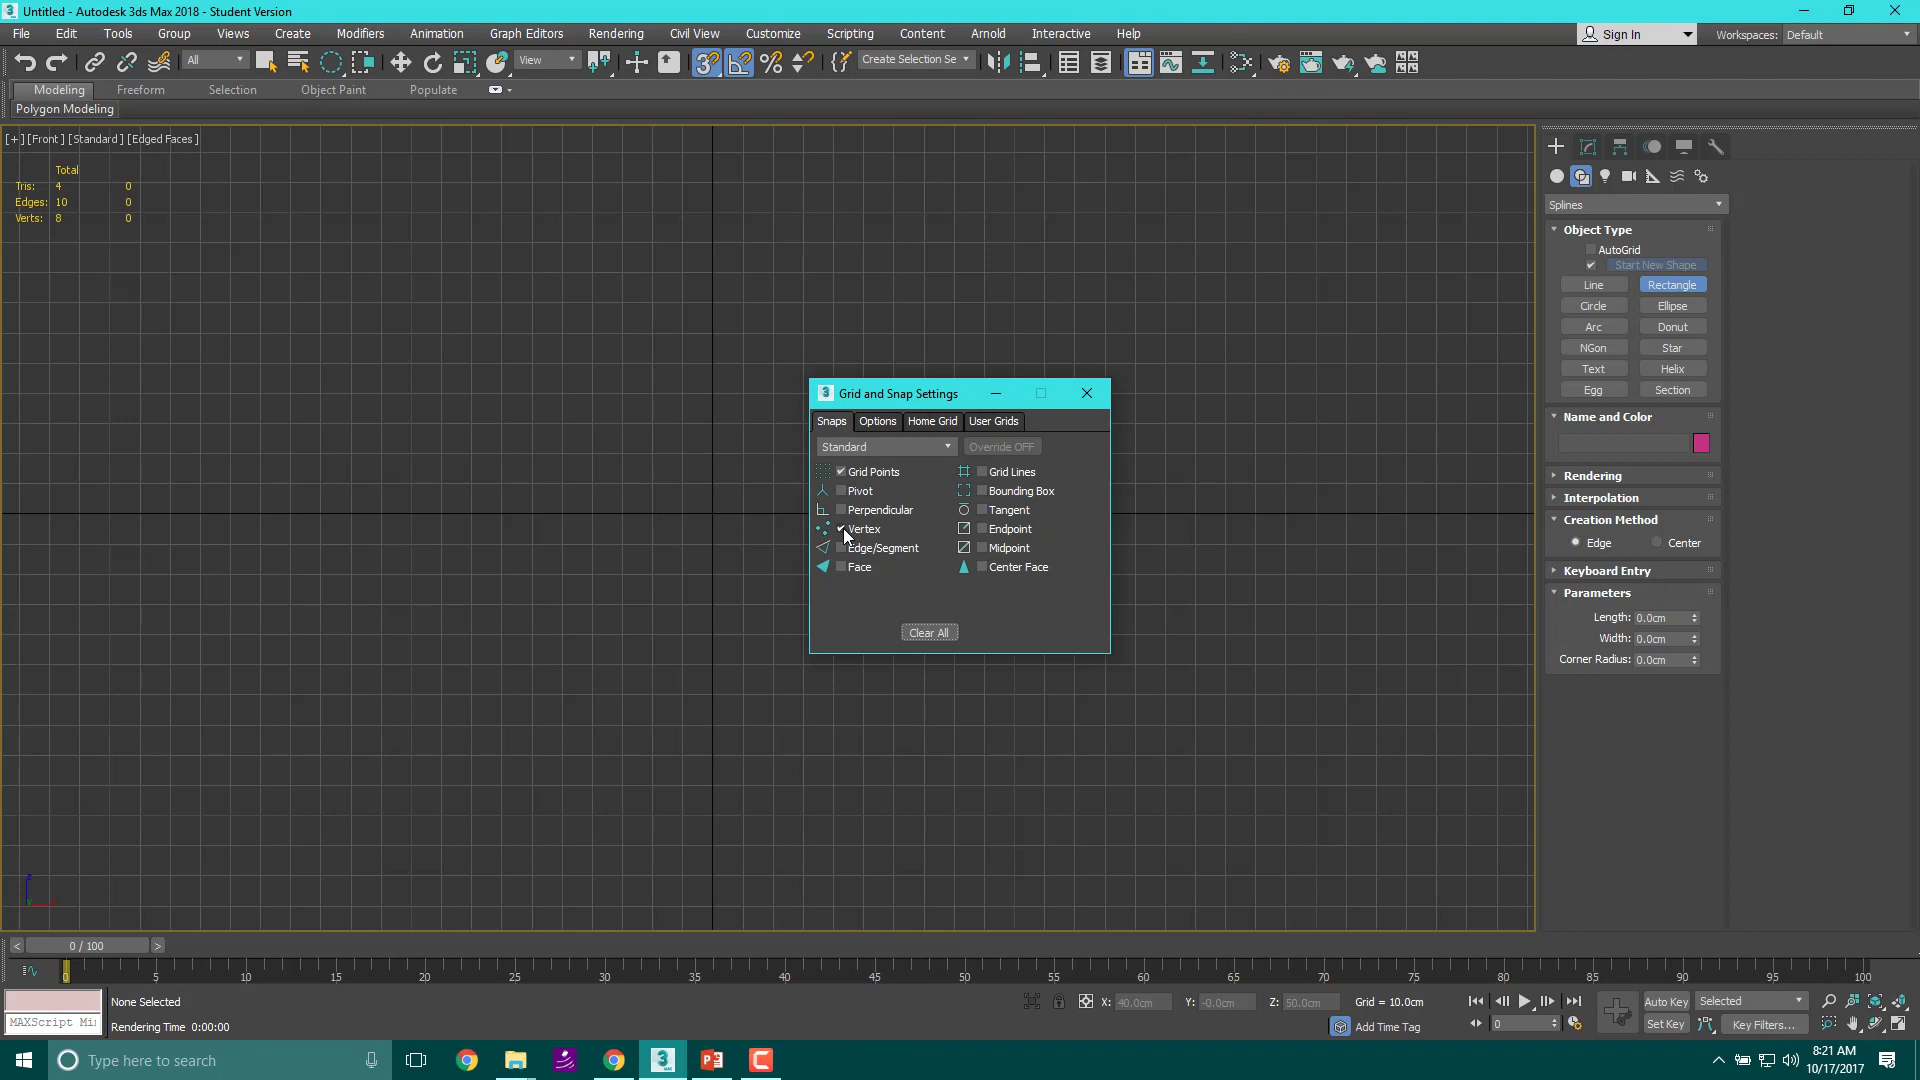 Untitled - Autodesk 3ds Max 2018 - Student Version
File Edit Tools Group Views Create Modifiers Animation Graph Editors Rendering Civil View Customize Scripting Content Arnold Interactive Help
Sign In Workspaces: Default
All View Create Selection Se
Modeling Freeform Selection Object Paint Populate
Polygon Modeling
[+] [Front] [Standard] [Edged Faces]
Total
Tris: 4 0
Edges: 10 0
Verts: 8 0
Splines
Object Type
AutoGrid
Start New Shape
Line Rectangle
Circle Ellipse
Arc Donut
NGon Star
Text Helix
Egg Section
Name and Color
Rendering
Interpolation
Creation Method
Edge Center
Keyboard Entry
Parameters
Length: 0.0cm
Width: 0.0cm
Corner Radius: 0.0cm
Grid and Snap Settings
Snaps Options Home Grid User Grids
Standard Override OFF
Grid Points Grid Lines
Pivot Bounding Box
Perpendicular Tangent
Vertex Endpoint
Edge/Segment Midpoint
Face Center Face
Clear All
z
< 0 / 100 >
0 5 10 15 20 25 30 35 40 45 50 55 60 65 70 75 80 85 90 95 100
None Selected
X: 40.0cm Y: -0.0cm Z: 50.0cm Grid = 10.0cm
Auto Key Selected
MAXScript Mi
Rendering Time 0:00:00
Add Time Tag
0
Set Key Key Filters...
Type here to search
8:21 AM
10/17/2017